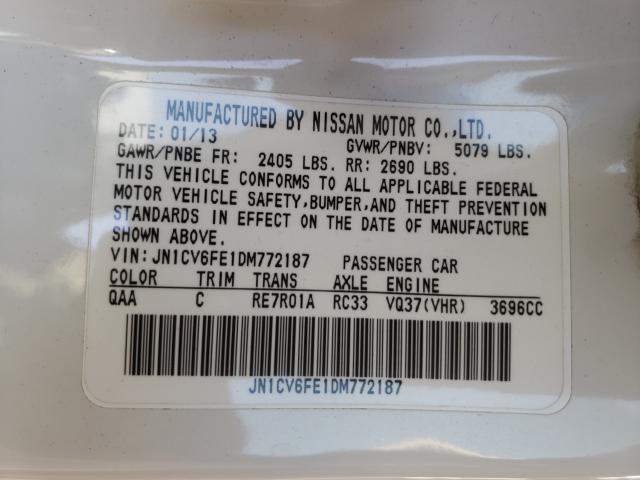 MANUFACTURED BY NISSAN MOTOR CO.,LTD.
DATE: 01/13 GVWR/PNBV: 5079 LBS.
GAWR/PNBE FR: 2405 LBS. RR: 2690 LBS.
THIS VEHICLE CONFORMS TO ALL APPLICABLE FEDERAL
MOTOR VEHICLE SAFETY,BUMPER,AND THEFT PREVENTION
STANDARDS IN EFFECT ON THE DATE OF MANUFACTURE
SHOWN ABOVE.
VIN:JN1CV6FE1DM772187 PASSENGER CAR
COLOR TRIM TRANS AXLE ENGINE
QAA C RE7R01A RC33 VQ37(VHR) 3696CC
JN1CV6FE1DM772187